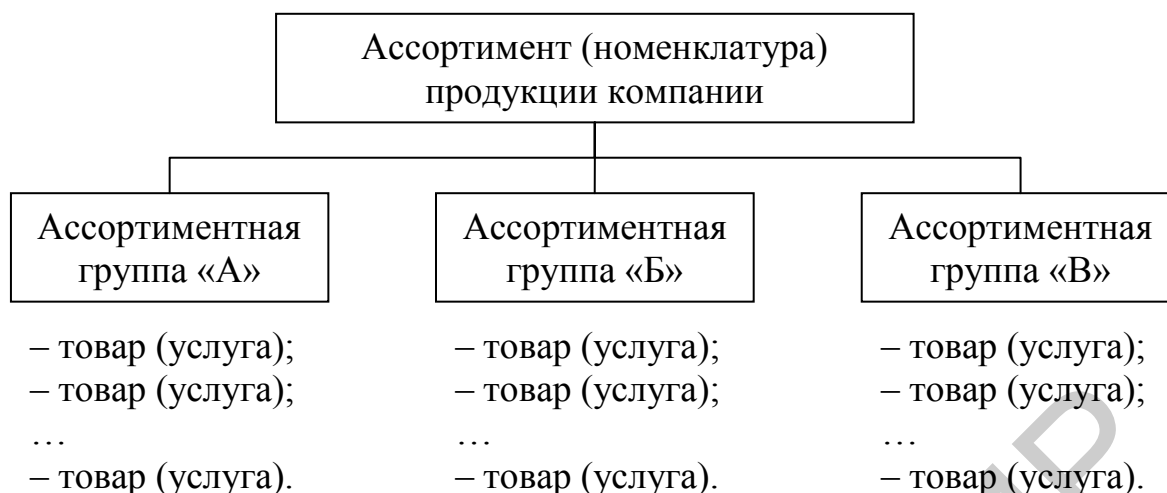 Ассортимент (номенклатура)
продукции компании
Ассортиментная
группа «А»
– товар (услуга);
– товар (услуга);
…
– товар (услуга).
Ассортиментная
группа «Б»
– товар (услуга);
– товар (услуга);
…
– товар (услуга).
Ассортиментная
группа «В»
– товар (услуга);
– товар (услуга);
…
– товар (услуга).